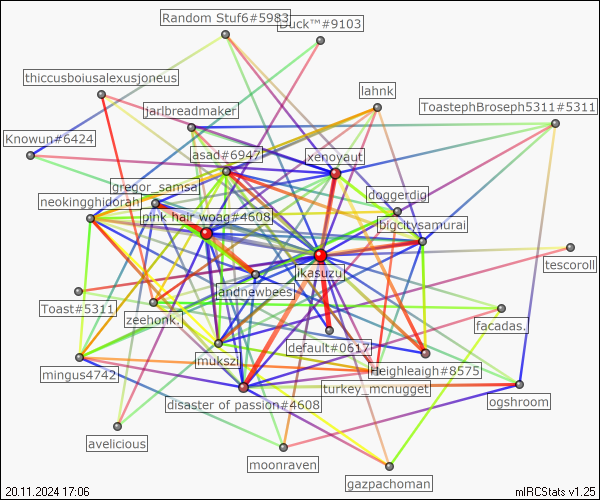 Random Stuf6#5983
Duck™#9103
thiccusboiusalexusjoneus
lahnk
jarlbreadmaker
ToastephBroseph5311#5311
Knowun#6424
asad#6947
xenoyaut
gregor_samsa
doggerdig
neokingghidorah
pink hair woag#4608
bigcitysamurai
ikasuzu
tescoroll
andnewbees
Toast#5311
zeehonk.
facadas.
default#0617
mukszi
mingus4742
Heighleaigh#8575
turkey_mcnugget
disaster of passion#4608
ogshroom
avelicious
moonraven
gazpachoman
20.11.2024 17:06
mIRCStats v1.25